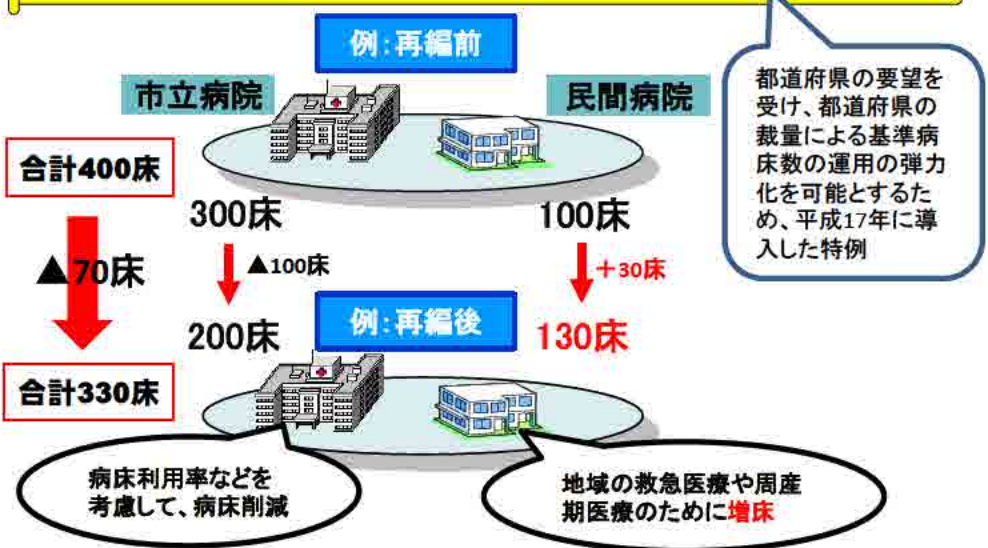 例：再編前
市立病院
民間病院
都道府県の要望を
受け、都道府県の
裁量による基準病
床数の運用の弾力
化を可能とするた
め、平成17年に導
入した特例
合計400床
300床
100床
▲70床
▲100床
＋30床
200床
例：再編後
130床
合計330床
病床利用率などを
考慮して、病床削減
地域の救急医療や周産
期医療のために増床